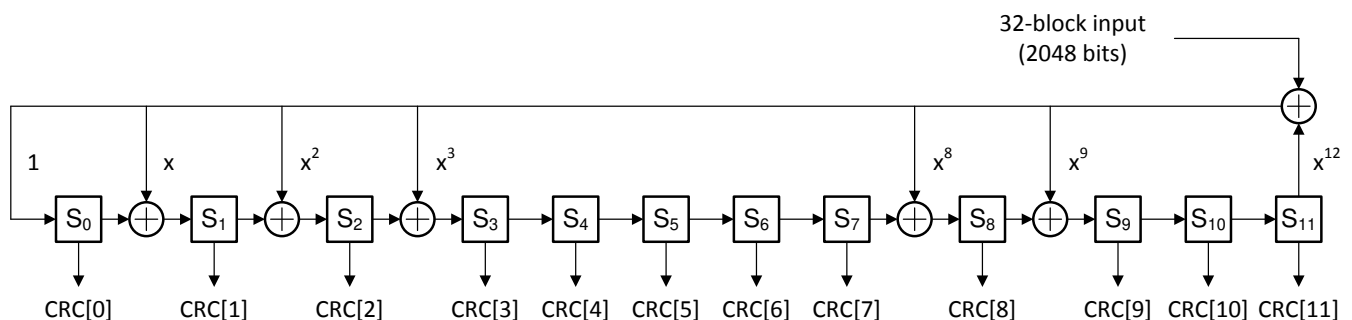 32-block input
(2048 bits)
1
x
x²
x³
x⁸
x⁹
x¹²
S₀
S₁
S₂
S₃
S₄
S₅
S₆
S₇
S₈
S₉
S₁₀
S₁₁
CRC[0]
CRC[1]
CRC[2]
CRC[3]
CRC[4]
CRC[5]
CRC[6]
CRC[7]
CRC[8]
CRC[9]
CRC[10]
CRC[11]